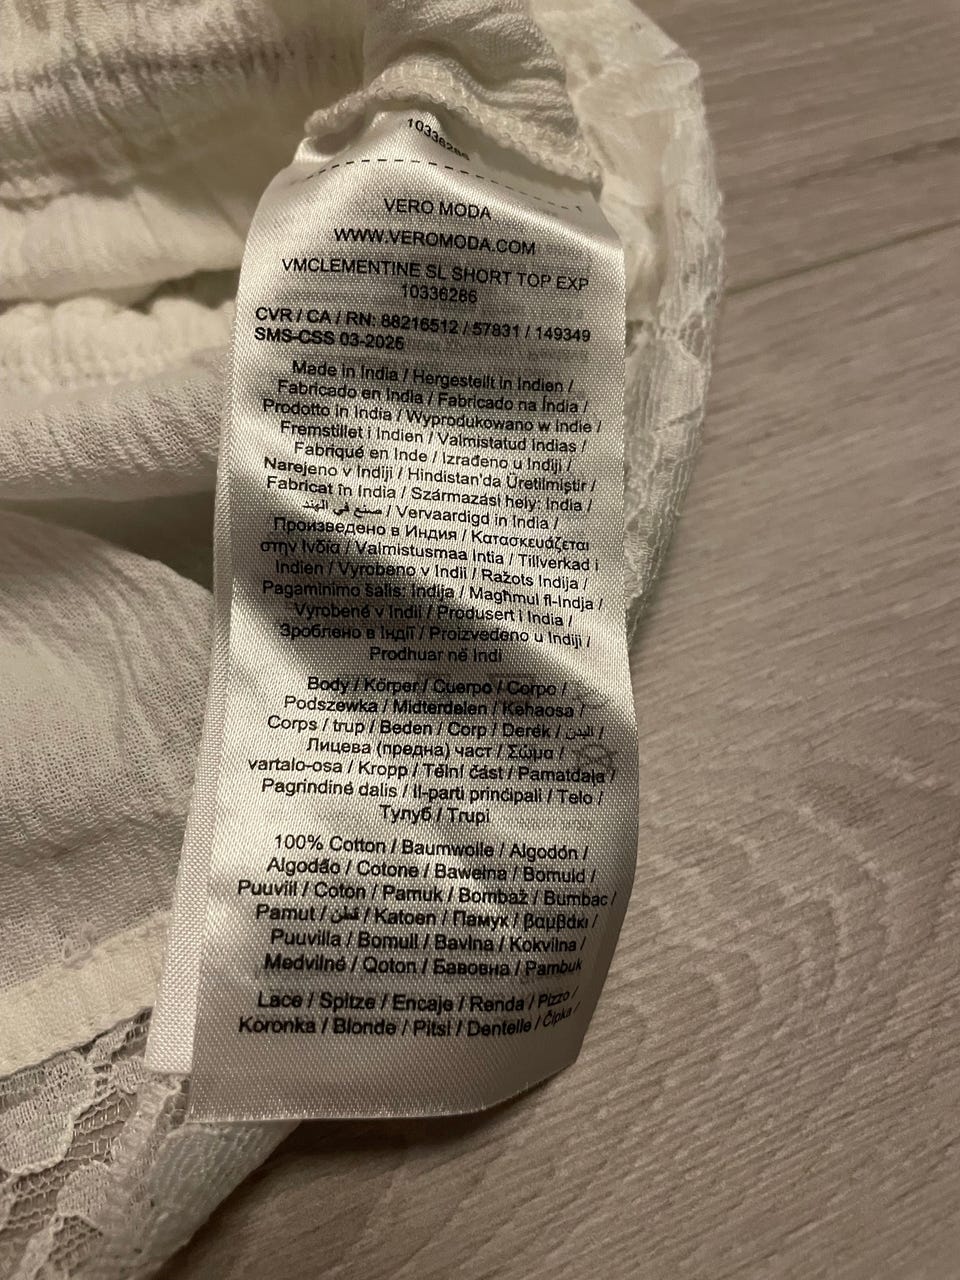 10336286
VERO MODA
WWW.VEROMODA.COM
VMCLEMENTINE SL SHORT TOP EXP
10336286
CVR / CA / RN: 88216512 / 57831 / 149349
SMS-CSS 03-2026
Made in India / Hergestellt in Indien /
Fabricado en India / Fabricado na Índia /
Prodotto in India / Wyprodukowano w Indie /
Fremstillet i Indien / Valmistatud Indias /
Fabriqué en Inde / Izrađeno u Indiji /
Narejeno v Indiji / Hindistan'da Üretilmiştir /
Fabricat în India / Származási hely: India /
صنع في الهند / Vervaardigd in India /
Произведено в Индия / Κατασκευάζεται
στην Ινδία / Valmistusmaa Intia / Tillverkad i
Indien / Vyrobeno v Indii / Ražots Indija /
Pagaminimo šalis: Indija / Magħmul fl-Indja /
Vyrobené v Indii / Produsert i India /
Зроблено в Індії / Proizvedeno u Indiji /
Prodhuar në Indi
Body / Körper / Cuerpo / Corpo /
Podszewka / Midterdelen / Kehaosa /
Corps / trup / Beden / Corp / Derék / البدن /
Лицева (предна) част / Σώμα /
vartalo-osa / Kropp / Tělní část / Pamatdaļa /
Pagrindinė dalis / Il-parti prinċipali / Telo /
Тулуб / Trupi
100% Cotton / Baumwolle / Algodón /
Algodão / Cotone / Bawełna / Bomuld /
Puuvill / Coton / Pamuk / Bombaž / Bumbac /
Pamut / قطن / Katoen / Памук / βαμβάκι /
Puuvilla / Bomull / Bavlna / Kokvilna /
Medvilnė / Qoton / Бавовна / Pambuk
Lace / Spitze / Encaje / Renda / Pizzo /
Koronka / Blonde / Pitsi / Dentelle / Čipka /